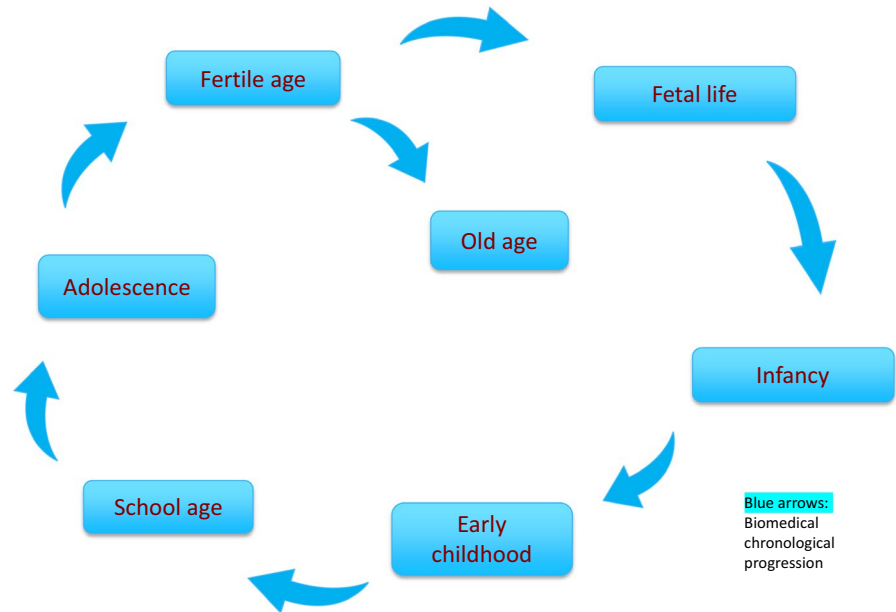 Fertile age
Fetal life
Old age
Adolescence
Infancy
School age
Early
childhood
Blue arrows:
Biomedical
chronological
progression